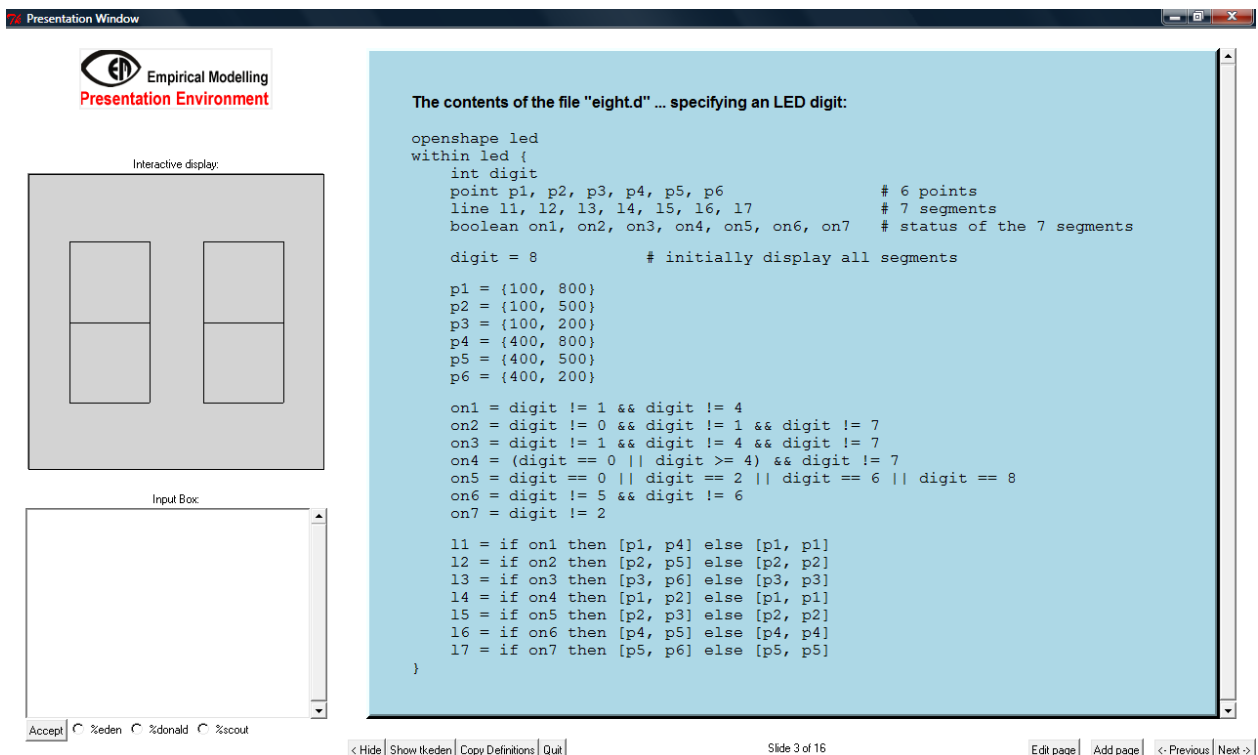 Presentation Window
Empirical Modelling
Presentation Environment
Interactive display:
Input Box:
Accept %eden %donald %scout
The contents of the file "eight.d" ... specifying an LED digit:
openshape led
within led {
int digit
point p1, p2, p3, p4, p5, p6 # 6 points
line l1, l2, l3, l4, l5, l6, l7 # 7 segments
boolean on1, on2, on3, on4, on5, on6, on7 # status of the 7 segments
digit = 8 # initially display all segments
p1 = {100, 800}
p2 = {100, 500}
p3 = {100, 200}
p4 = {400, 800}
p5 = {400, 500}
p6 = {400, 200}
on1 = digit != 1 && digit != 4
on2 = digit != 0 && digit != 1 && digit != 7
on3 = digit != 1 && digit != 4 && digit != 7
on4 = (digit == 0 || digit >= 4) && digit != 7
on5 = digit == 0 || digit == 2 || digit == 6 || digit == 8
on6 = digit != 5 && digit != 6
on7 = digit != 2
l1 = if on1 then [p1, p4] else [p1, p1]
l2 = if on2 then [p2, p5] else [p2, p2]
l3 = if on3 then [p3, p6] else [p3, p3]
l4 = if on4 then [p1, p2] else [p1, p1]
l5 = if on5 then [p2, p3] else [p2, p2]
l6 = if on6 then [p4, p5] else [p4, p4]
l7 = if on7 then [p5, p6] else [p5, p5]
}
< Hide Show tkeden Copy Definitions Quit Slide 3 of 16 Edit page Add page <- Previous Next ->